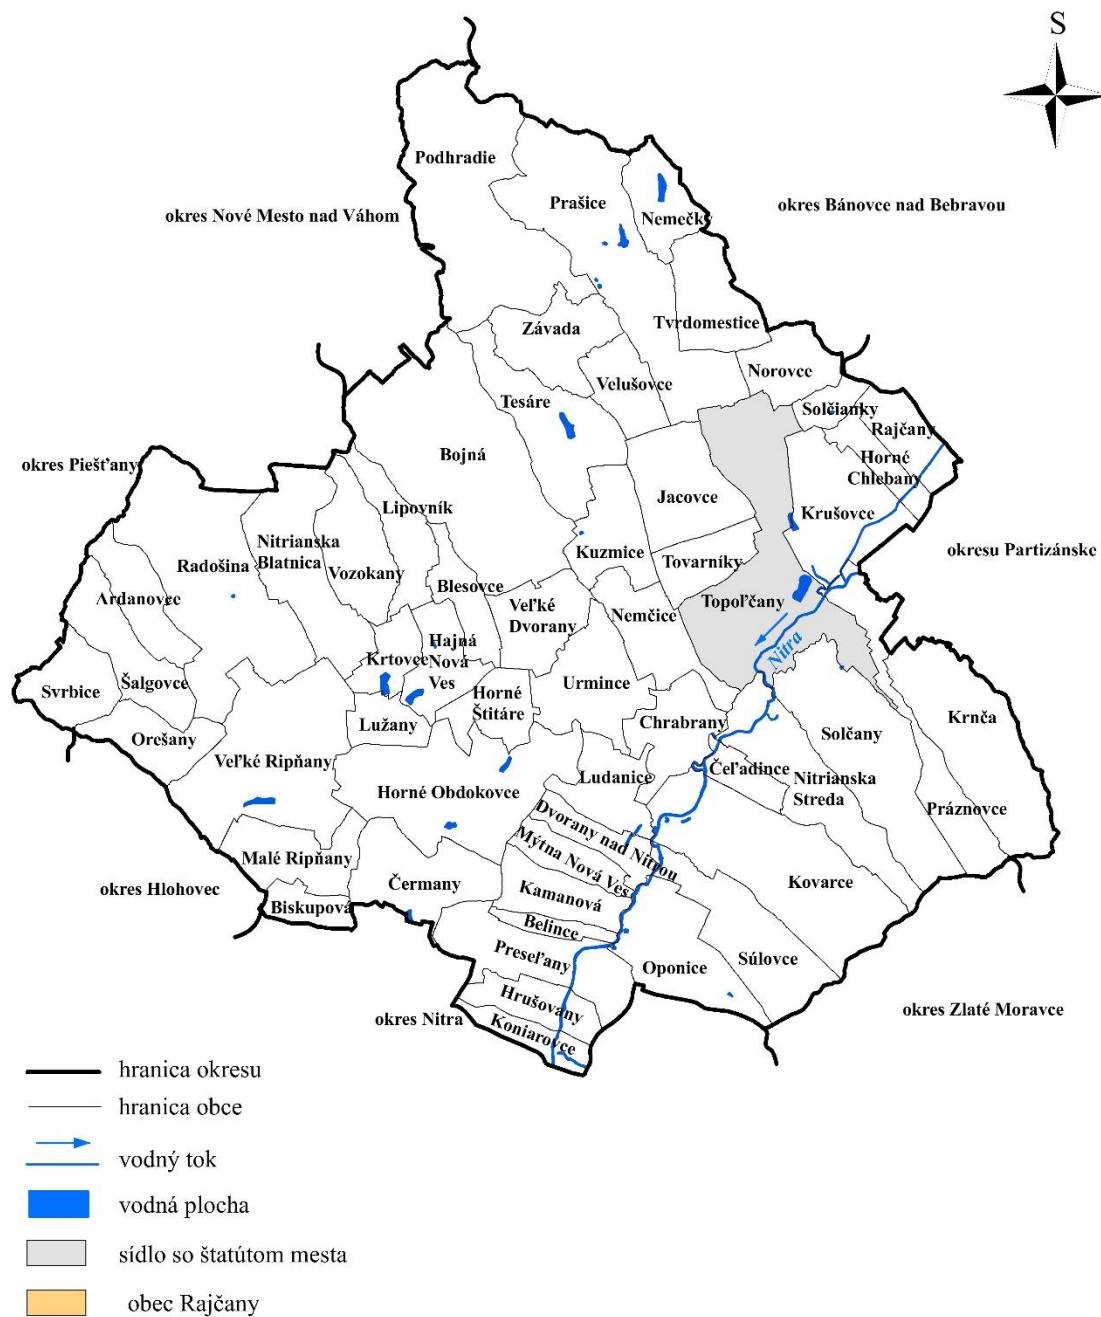 S
Podhradie
Prašice
Nemečky
okres Nové Mesto nad Váhom
okres Bánovce nad Bebravou
Závada
Tvrdomestice
Velušovce
Norovce
Tesáre
Solčianky
Rajčany
Bojná
Horné
Chlebany
okres Piešťany
Jacovce
Lipovník
Krušovce
Nitrianska
Blatnica
Kuzmice
okresu Partizánske
Radošina
Vozokany
Tovarníky
Ardanovec
Blesovce
Topoľčany
Veľké
Dvorany
Nemčice
Hajná
Nová
Ves
Nitra
Krtovce
Šalgovce
Horné
Štitáre
Urmince
Svrbice
Krnča
Lužany
Chrabrany
Solčany
Orešany
Veľké Ripňany
Čeľadince
Ludanice
Nitrianska
Streda
Horné Obdokovce
Práznovce
Dvorany nad Nitrou
Mýtna Nová Ves
Malé Ripňany
okres Hlohovec
Čermany
Kovarce
Kamanová
Biskupová
Belince
Preseľany
Súlovce
Oponice
Hrušovany
okres Zlaté Moravce
okres Nitra
Koniarovce
hranica okresu
hranica obce
vodný tok
vodná plocha
sídlo so štatútom mesta
obec Rajčany